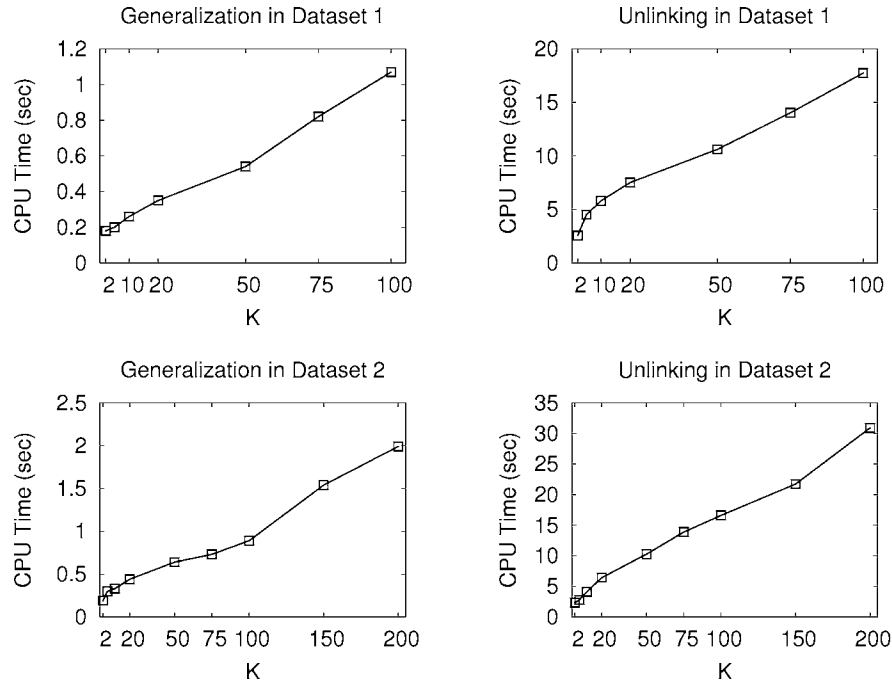 Generalization in Dataset 1
CPU Time (sec)
1.2
1
0.8
0.6
0.4
0.2
0
2 10 20 50 75 100
K
Unlinking in Dataset 1
CPU Time (sec)
20
15
10
5
0
2 10 20 50 75 100
K
Generalization in Dataset 2
CPU Time (sec)
2.5
2
1.5
1
0.5
0
2 20 50 75 100 150 200
K
Unlinking in Dataset 2
CPU Time (sec)
35
30
25
20
15
10
5
0
2 20 50 75 100 150 200
K